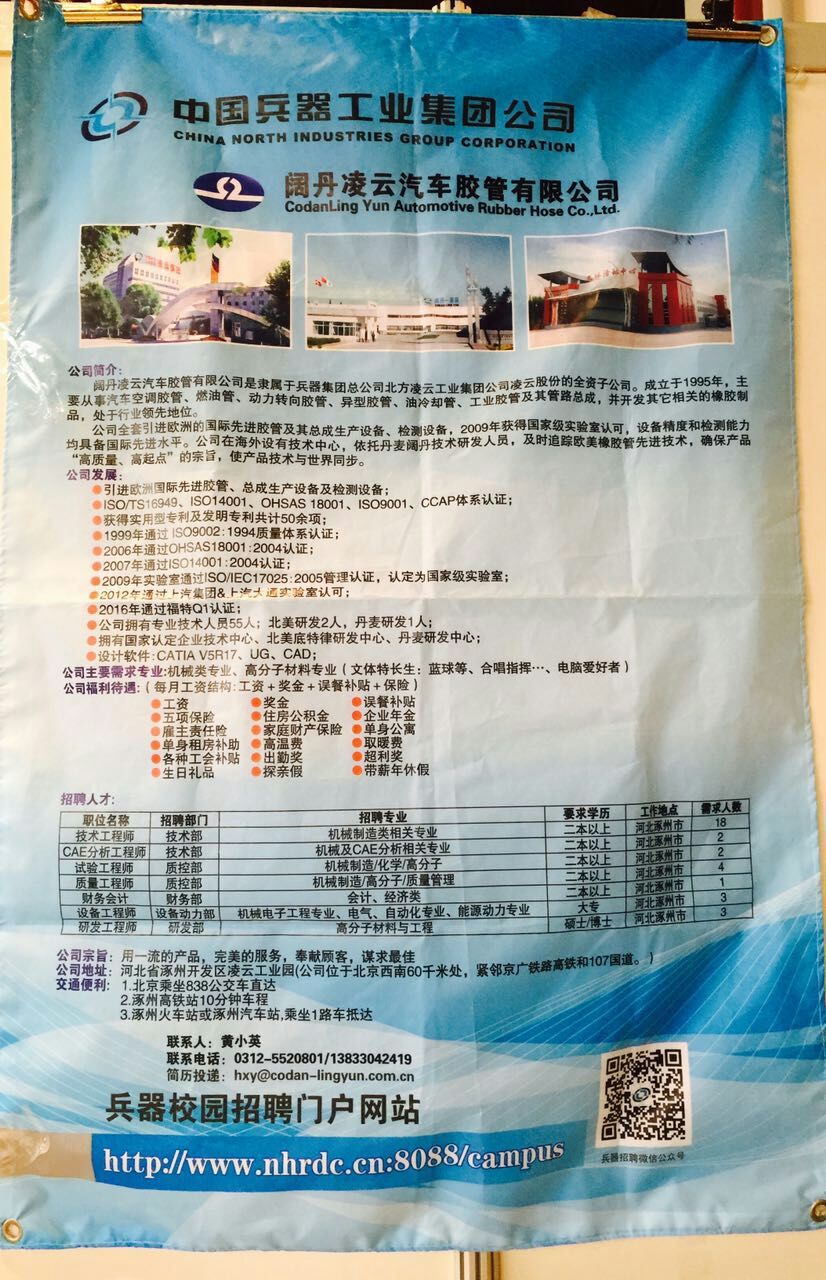 中国兵器工业集团公司
CHINA NORTH INDUSTRIES GROUP CORPORATION
阔丹凌云汽车胶管有限公司
CodanLing Yun Automotive Rubber Hose Co.,Ltd.
公司简介:
阔丹凌云汽车胶管有限公司是隶属于兵器集团总公司北方凌云工业集团公司凌云股份的全资子公司。成立于1995年，主
要从事汽车空调胶管、燃油管、动力转向胶管、异型胶管、油冷却管、工业胶管及其管路总成，并开发其它相关的橡胶制
品，处于行业领先地位。
公司全套引进欧洲的国际先进胶管及其总成生产设备、检测设备，2009年获得国家级实验室认可，设备精度和检测能力
均具备国际先进水平。公司在海外设有技术中心，依托丹麦阔丹技术研发人员，及时追踪欧美橡胶管先进技术，确保产品
“高质量、高起点”的宗旨，使产品技术与世界同步。
公司发展:
●引进欧洲国际先进胶管、总成生产设备及检测设备；
●ISO/TS16949、ISO14001、OHSAS 18001、ISO9001、CCAP体系认证；
●获得实用型专利及发明专利共计50余项；
●1999年通过 ISO9002:1994质量体系认证；
●2006年通过OHSAS18001:2004认证；
●2007年通过ISO14001:2004认证；
●2009年实验室通过ISO/IEC17025:2005管理认证，认定为国家级实验室；
●2012年通过上汽集团&上汽大通实验室认可；
●2016年通过福特Q1认证；
●公司拥有专业技术人员55人；北美研发2人，丹麦研发1人；
●拥有国家认定企业技术中心、北美底特律研发中心、丹麦研发中心；
●设计软件: CATIA V5R17、UG、CAD；
公司主要需求专业:机械类专业、高分子材料专业（文体特长生：蓝球等、合唱指挥…、电脑爱好者）
公司福利待遇:（每月工资结构:工资＋奖金＋误餐补贴＋保险）
●工资 ●奖金 ●误餐补贴
●五项保险 ●住房公积金 ●企业年金
●雇主责任险 ●家庭财产保险 ●单身公寓
●单身租房补助 ●高温费 ●取暖费
●各种工会补贴 ●出勤奖 ●超利奖
●生日礼品 ●探亲假 ●带薪年休假
招聘人才:
职位名称 招聘部门 招聘专业 要求学历 工作地点 需求人数
技术工程师 技术部 机械制造类相关专业 二本以上 河北涿州市 18
CAE分析工程师 技术部 机械及CAE分析相关专业 二本以上 河北涿州市 2
试验工程师 质控部 机械制造/化学/高分子 二本以上 河北涿州市 2
质量工程师 质控部 机械制造/高分子/质量管理 二本以上 河北涿州市 4
财务会计 财务部 会计、经济类 二本以上 河北涿州市 1
设备工程师 设备动力部 机械电子工程专业、电气、自动化专业、能源动力专业 大专 河北涿州市 3
研发工程师 研发部 高分子材料与工程 硕士/博士 河北涿州市 3
公司宗旨：用一流的产品，完美的服务，奉献顾客，谋求最佳
公司地址：河北省涿州开发区凌云工业园(公司位于北京西南60千米处，紧邻京广铁路高铁和107国道。）
交通便利：1.北京乘坐838公交车直达
2.涿州高铁站10分钟车程
3.涿州火车站或涿州汽车站,乘坐1路车抵达
联系人：黄小英
联系电话：0312-5520801/13833042419
简历投递：hxy@codan-lingyun.com.cn
兵器校园招聘门户网站
http://www.nhrdc.cn:8088/campus
兵器招聘微信公众号